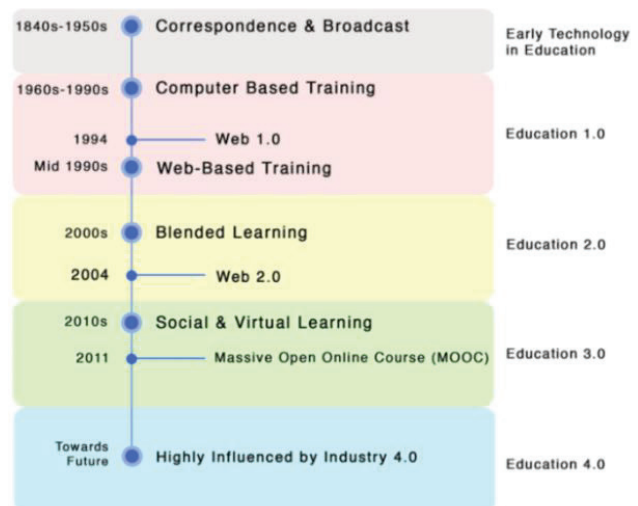 1840s-1950s Correspondence & Broadcast
Early Technology
in Education
1960s-1990s Computer Based Training
Education 1.0
1994 Web 1.0
Mid 1990s Web-Based Training
2000s Blended Learning
Education 2.0
2004 Web 2.0
2010s Social & Virtual Learning
Education 3.0
2011 Massive Open Online Course (MOOC)
Towards
Future
Highly Influenced by Industry 4.0
Education 4.0